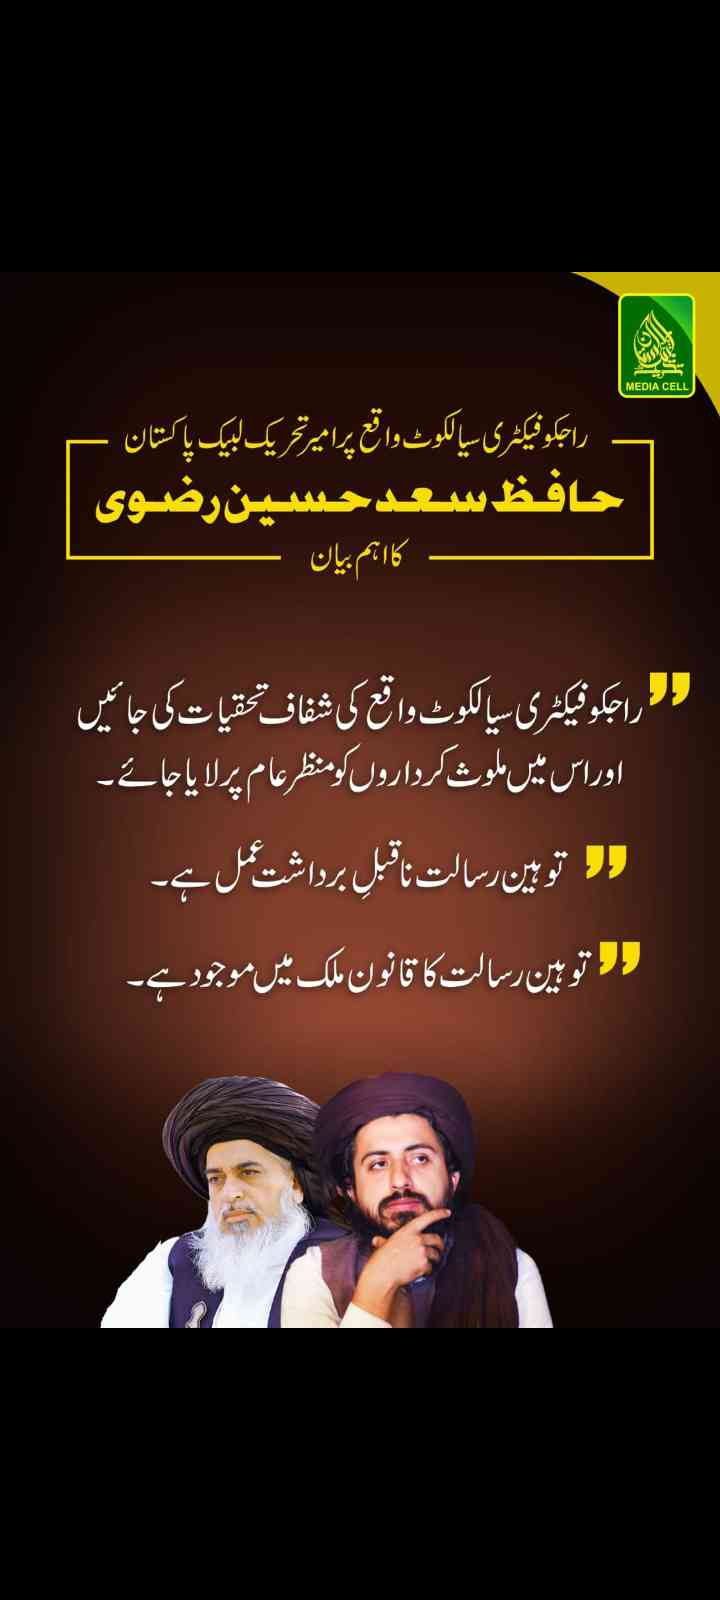 MEDIA CELL
راجکو فیکٹری سیالکوٹ واقع پر امیر تحریک لبیک پاکستان
حافظ سعد حسین رضوی
کا اہم بیان
راجکو فیکٹری سیالکوٹ واقع کی شفاف تحقیات کی جائیں
اور اس میں ملوث کرداروں کو منظر عام پر لایا جائے۔
توہین رسالت ناقبلِ برداشت عمل ہے۔
توہین رسالت کا قانون ملک میں موجود ہے۔